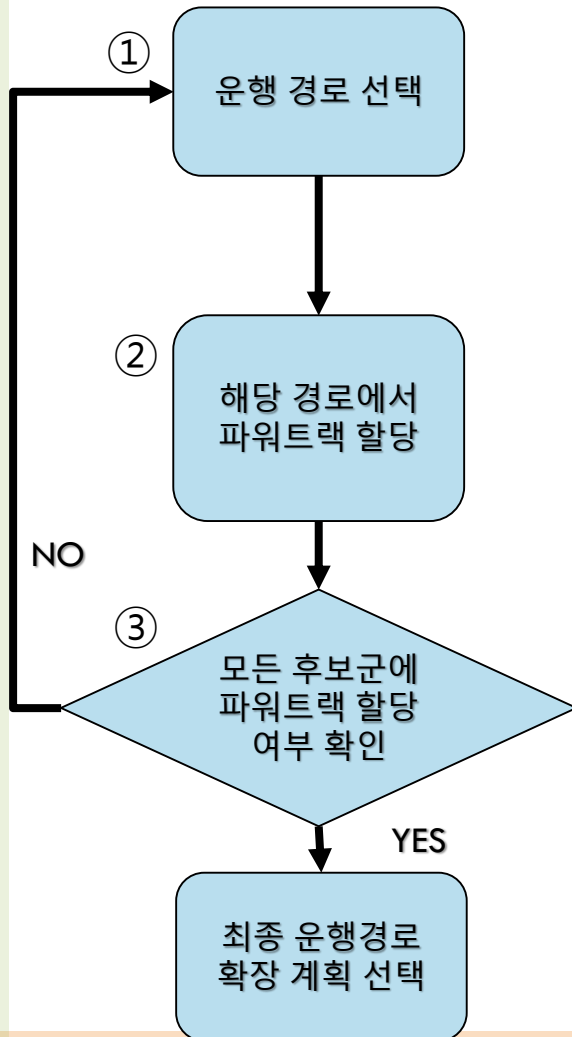 ①
운행 경로 선택
②
해당 경로에서
파워트랙 할당
NO
③
모든 후보군에
파워트랙 할당
여부 확인
YES
최종 운행경로
확장 계획 선택